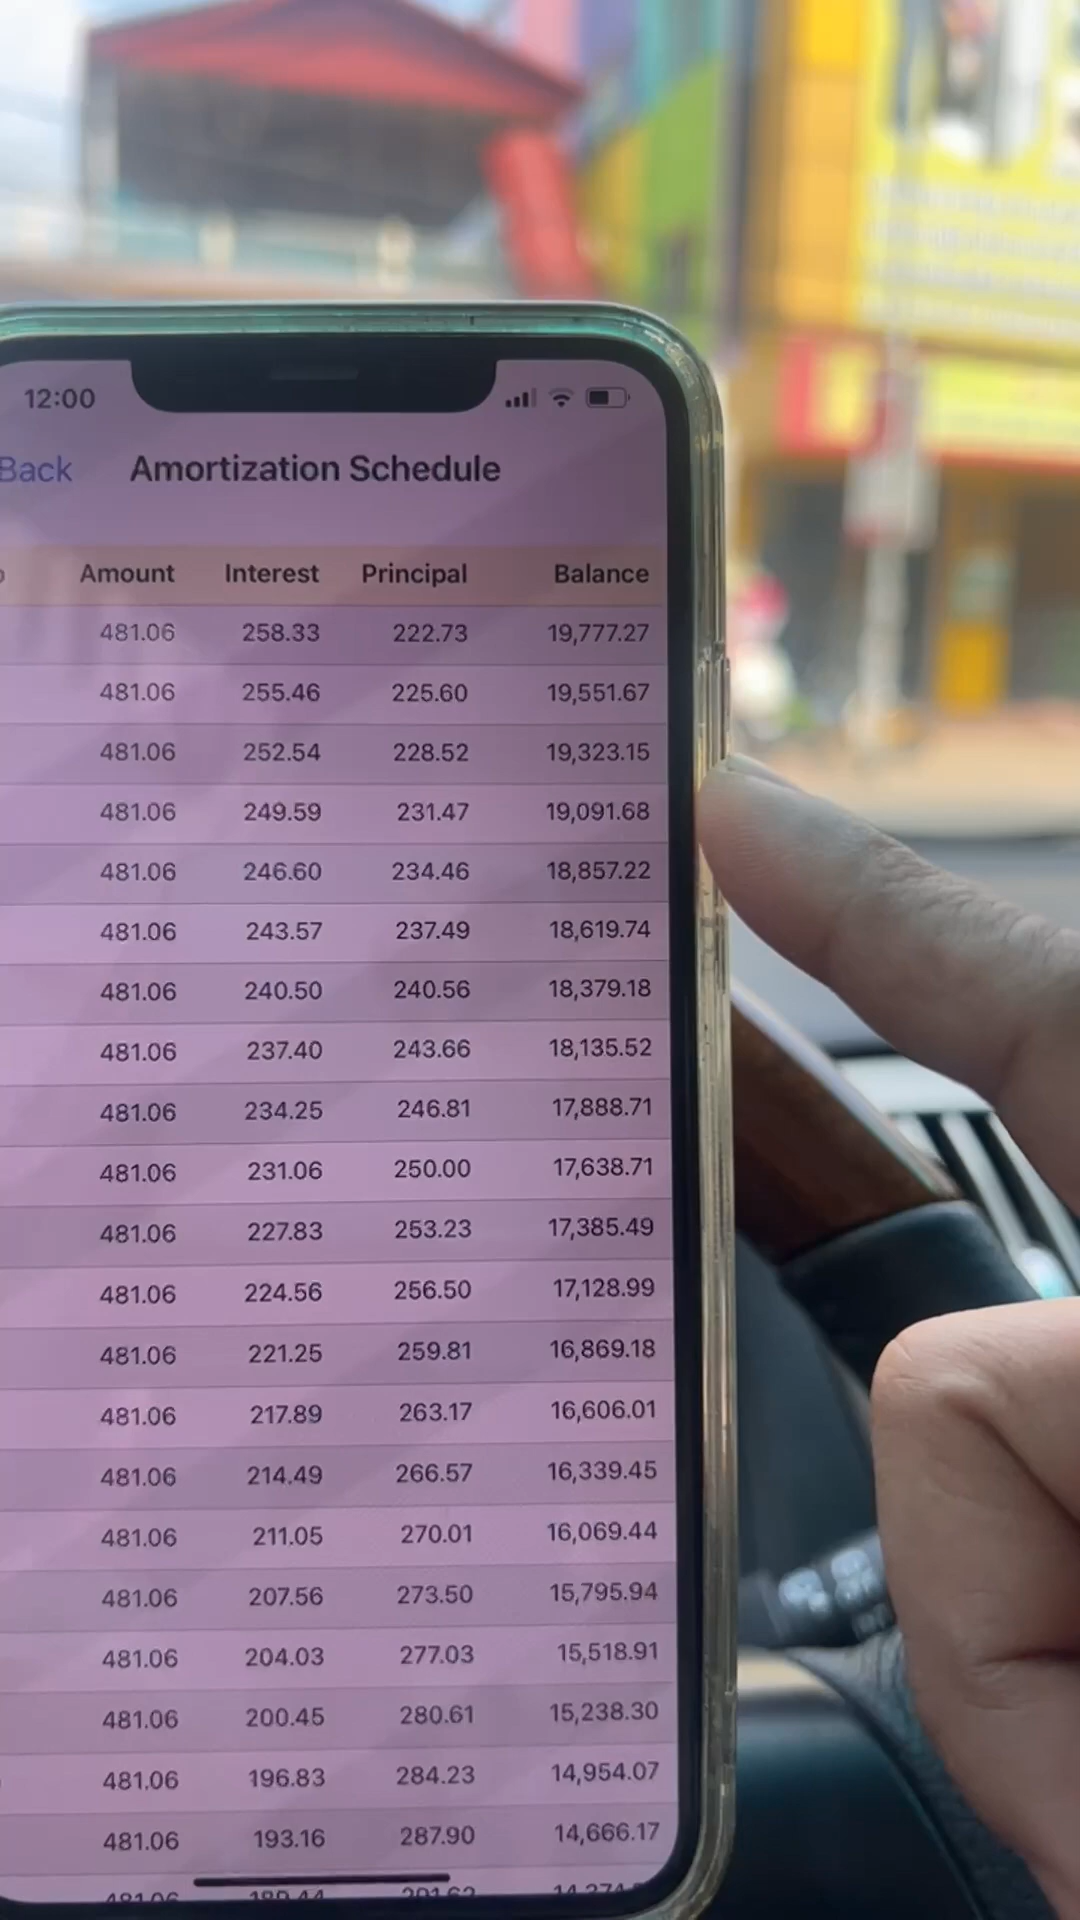 12:00
Back Amortization Schedule
Amount Interest Principal Balance
481.06 258.33 222.73 19,777.27
481.06 255.46 225.60 19,551.67
481.06 252.54 228.52 19,323.15
481.06 249.59 231.47 19,091.68
481.06 246.60 234.46 18,857.22
481.06 243.57 237.49 18,619.74
481.06 240.50 240.56 18,379.18
481.06 237.40 243.66 18,135.52
481.06 234.25 246.81 17,888.71
481.06 231.06 250.00 17,638.71
481.06 227.83 253.23 17,385.49
481.06 224.56 256.50 17,128.99
481.06 221.25 259.81 16,869.18
481.06 217.89 263.17 16,606.01
481.06 214.49 266.57 16,339.45
481.06 211.05 270.01 16,069.44
481.06 207.56 273.50 15,795.94
481.06 204.03 277.03 15,518.91
481.06 200.45 280.61 15,238.30
481.06 196.83 284.23 14,954.07
481.06 193.16 287.90 14,666.17
481.06 189.44 291.62